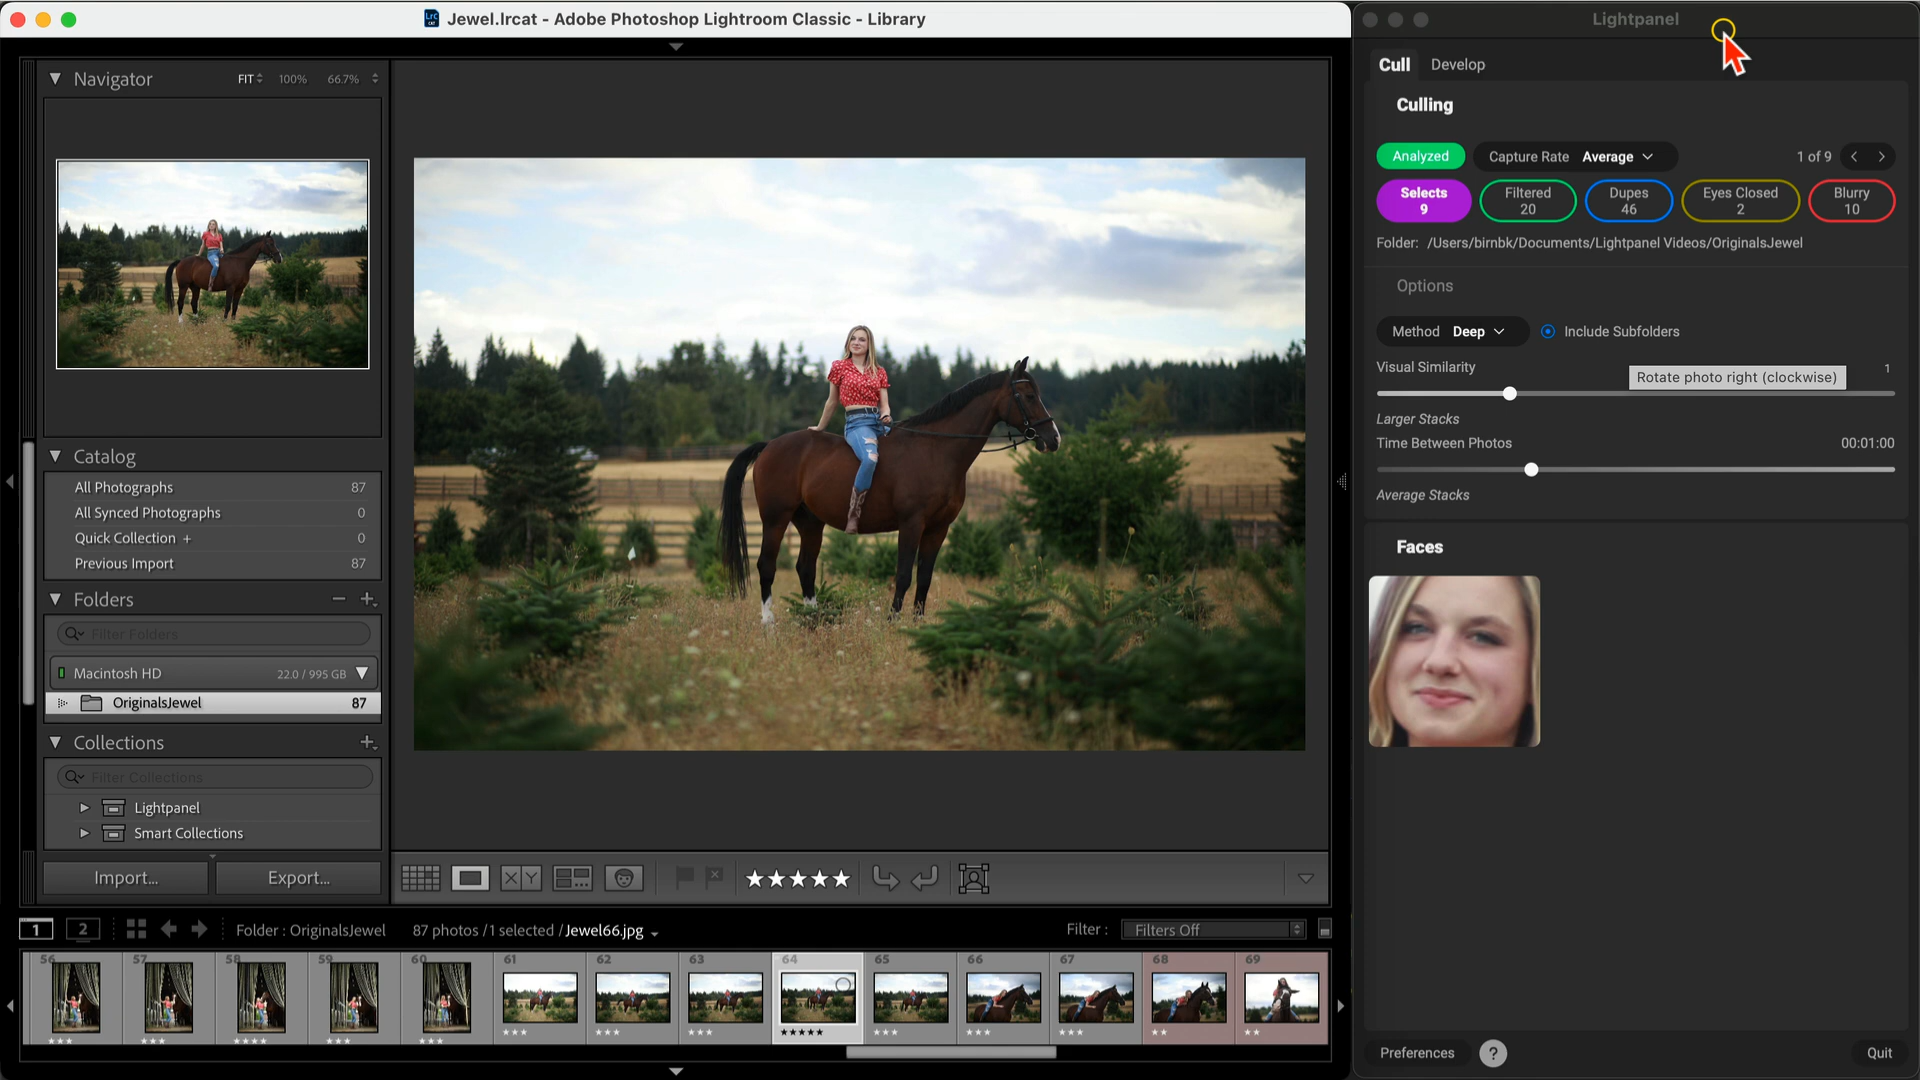 Jewel.lrcat - Adobe Photoshop Lightroom Classic - Library
Navigator
FIT 100% 66.7%
Catalog
All Photographs 87
All Synced Photographs 0
Quick Collection + 0
Previous Import 87
Folders
Filter Folders
Macintosh HD 22.0 / 995 GB
OriginalsJewel 87
Collections
Filter Collections
Lightpanel
Smart Collections
Import... Export...
X Y
1 2 Folder : OriginalsJewel 87 photos / 1 selected / Jewel66.jpg Filter : Filters Off
56 57 58 59 60 61 62 63 64 65 66 67 68 69
Lightpanel
Cull Develop
Culling
Analyzed Capture Rate Average 1 of 9
Selects 9
Filtered 20
Dupes 46
Eyes Closed 2
Blurry 10
Folder: /Users/birnbk/Documents/Lightpanel Videos/OriginalsJewel
Options
Method Deep Include Subfolders
Visual Similarity 1
Rotate photo right (clockwise)
Larger Stacks
Time Between Photos 00:01:00
Average Stacks
Faces
Preferences ? Quit